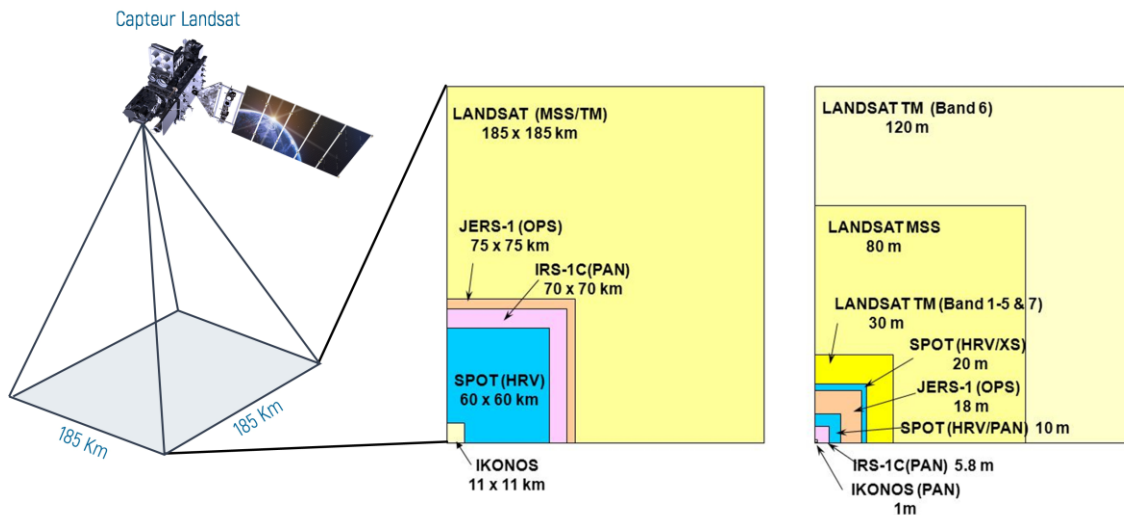 Capteur Landsat
185 Km
185 Km
LANDSAT (MSS/TM)
185 x 185 km
JERS-1 (OPS)
75 x 75 km
IRS-1C(PAN)
70 x 70 km
SPOT (HRV)
60 x 60 km
IKONOS
11 x 11 km
LANDSAT TM (Band 6)
120 m
LANDSAT MSS
80 m
LANDSAT TM (Band 1-5 & 7)
30 m
SPOT (HRV/XS)
20 m
JERS-1 (OPS)
18 m
SPOT (HRV/PAN) 10 m
IRS-1C(PAN) 5.8 m
IKONOS (PAN)
1m